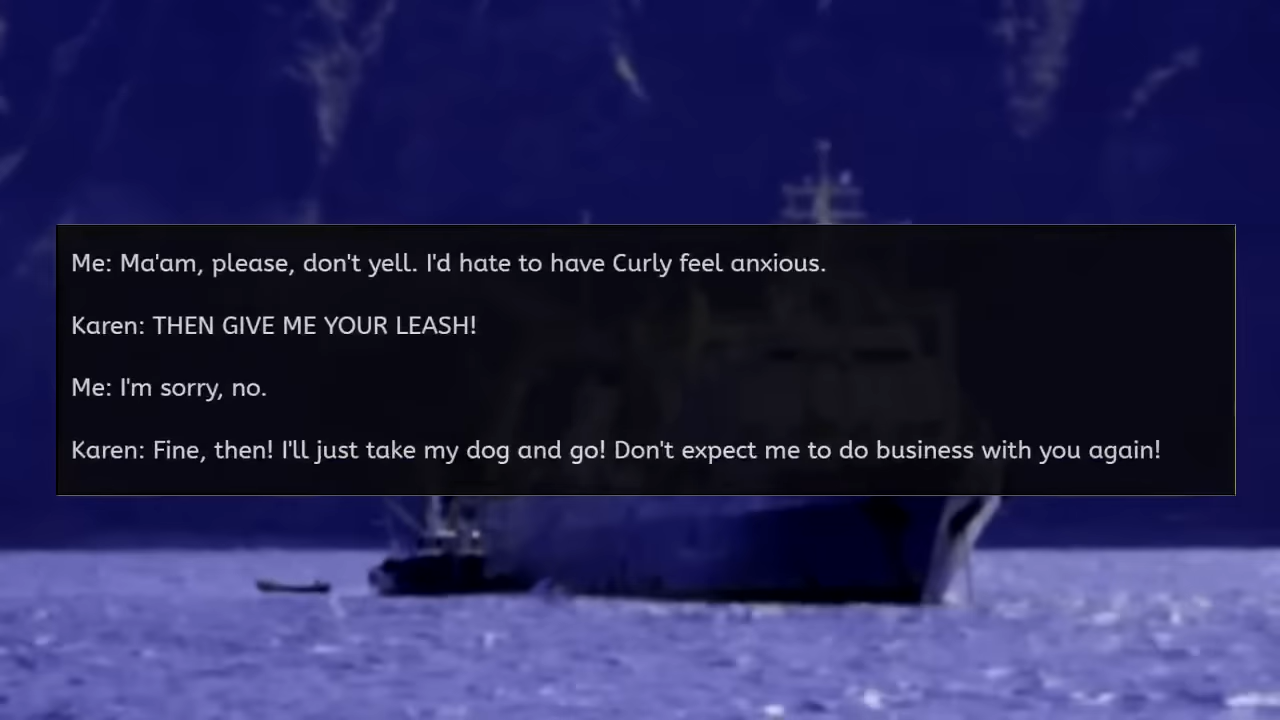 Me: Ma'am, please, don't yell. I'd hate to have Curly feel anxious.
Karen: THEN GIVE ME YOUR LEASH!
Me: I'm sorry, no.
Karen: Fine, then! I'll just take my dog and go! Don't expect me to do business with you again!